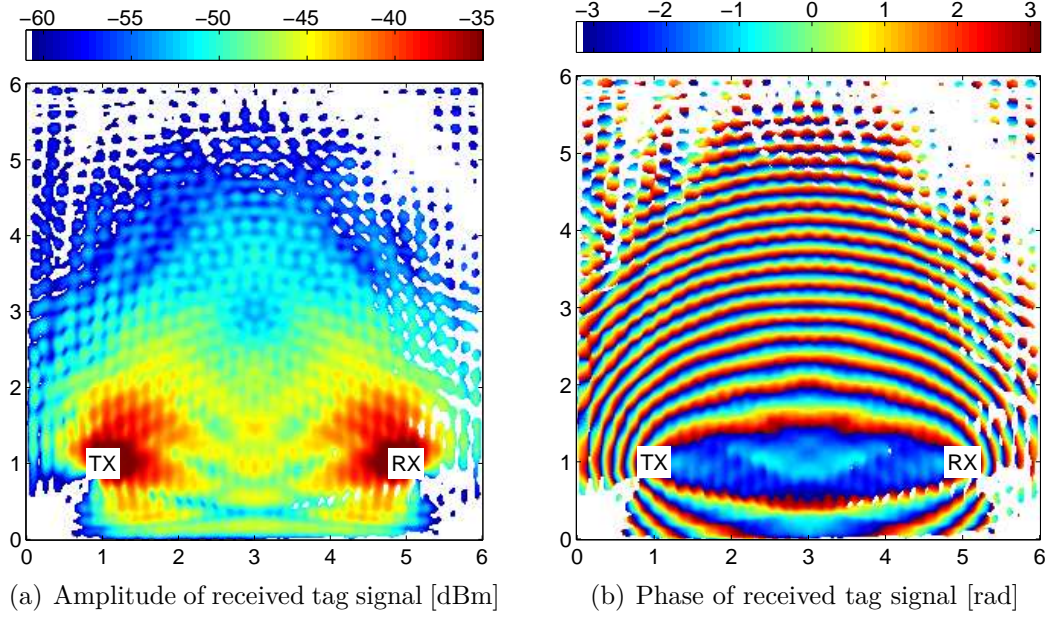 −60 −55 −50 −45 −40 −35
−3 −2 −1 0 1 2 3
6
5
4
3
2
1
0
TX
RX
0 1 2 3 4 5 6
6
5
4
3
2
1
0
TX
RX
0 1 2 3 4 5 6
(a) Amplitude of received tag signal [dBm]
(b) Phase of received tag signal [rad]